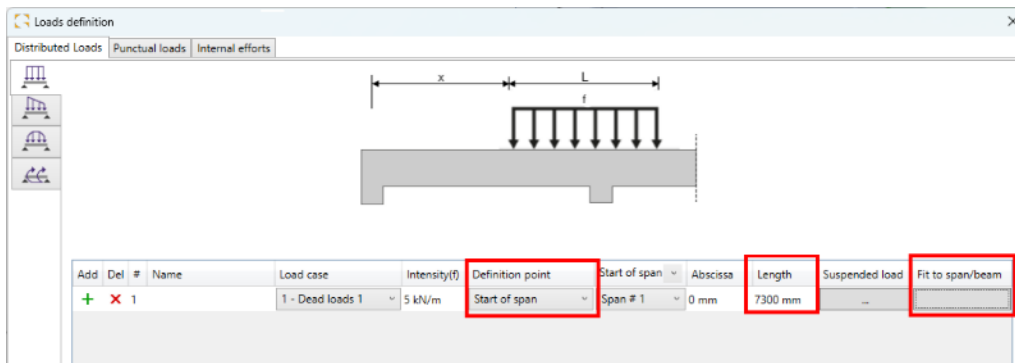 Loads definition
Distributed Loads Punctual loads Internal efforts
x L
f
Add Del # Name Load case Intensity(f) Definition point Start of span Abscissa Length Suspended load Fit to span/beam
1 1 - Dead loads 1 5 kN/m Start of span Span # 1 0 mm 7300 mm ...